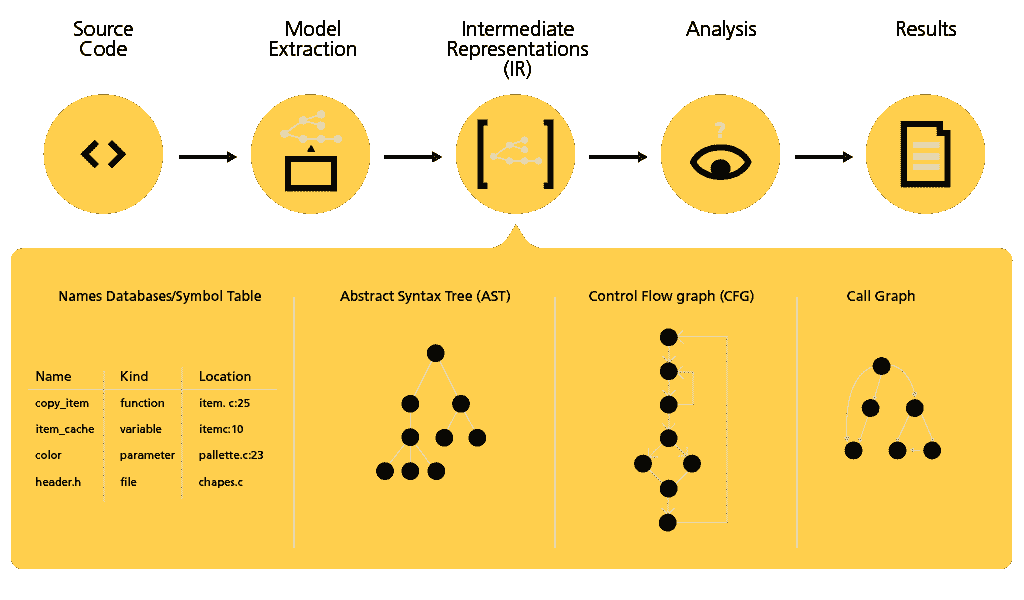 Source
Code
Model
Extraction
Intermediate
Representations
(IR)
Analysis
Results
?
Names Databases/Symbol Table
Name Kind Location
copy_item function item. c:25
item_cache variable itemc:10
color parameter pallette.c:23
header.h file chapes.c
Abstract Syntax Tree (AST)
Control Flow graph (CFG)
Call Graph